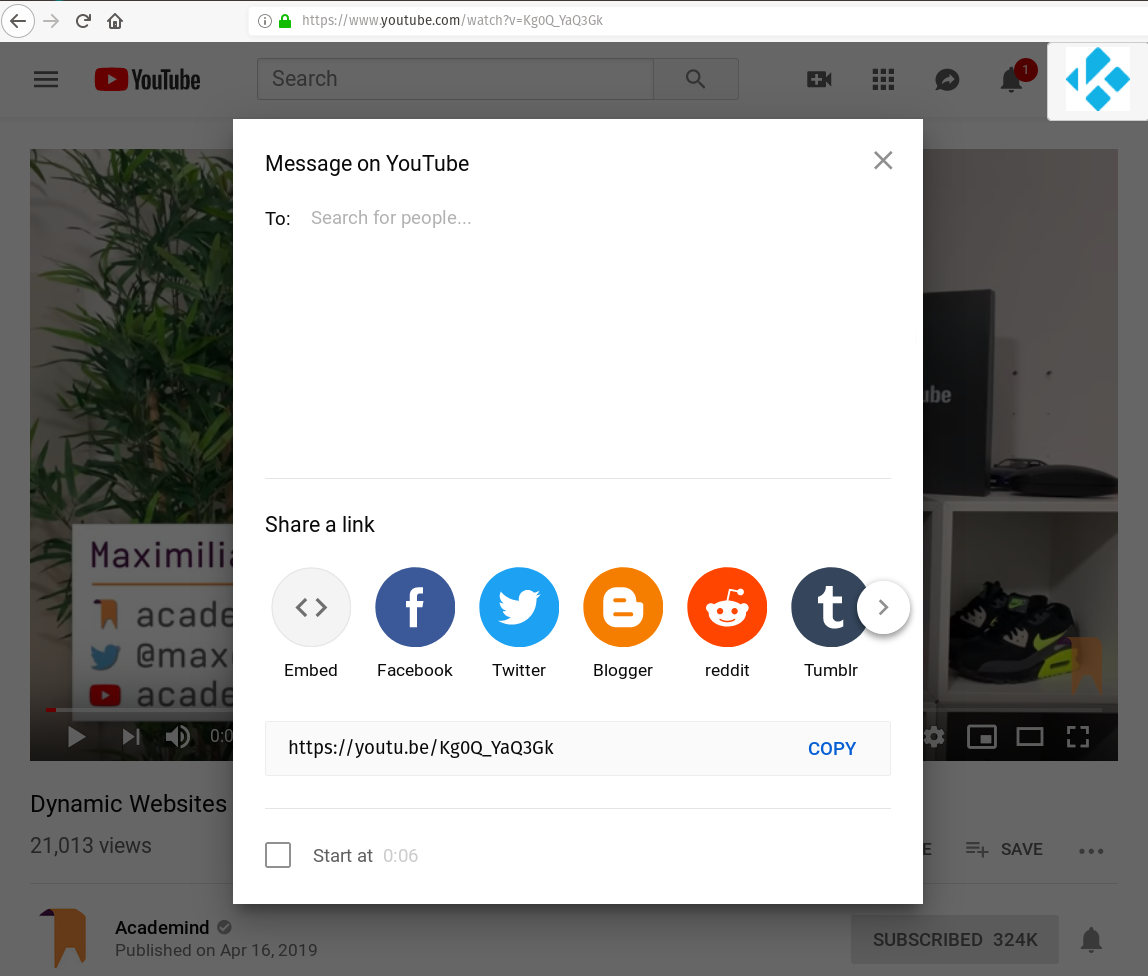 https://www.youtube.com/watch?v=Kg0Q_YaQ3Gk
YouTube
Search
1
Message on YouTube
To: Search for people...
ube
Share a link
Maximilia
acade
@maxe
acade
Embed
Facebook
Twitter
Blogger
reddit
Tumblr
0:0
https://youtu.be/Kg0Q_YaQ3Gk
COPY
Dynamic Websites
21,013 views
Start at 0:06
E
SAVE
Academind
Published on Apr 16, 2019
SUBSCRIBED 324K